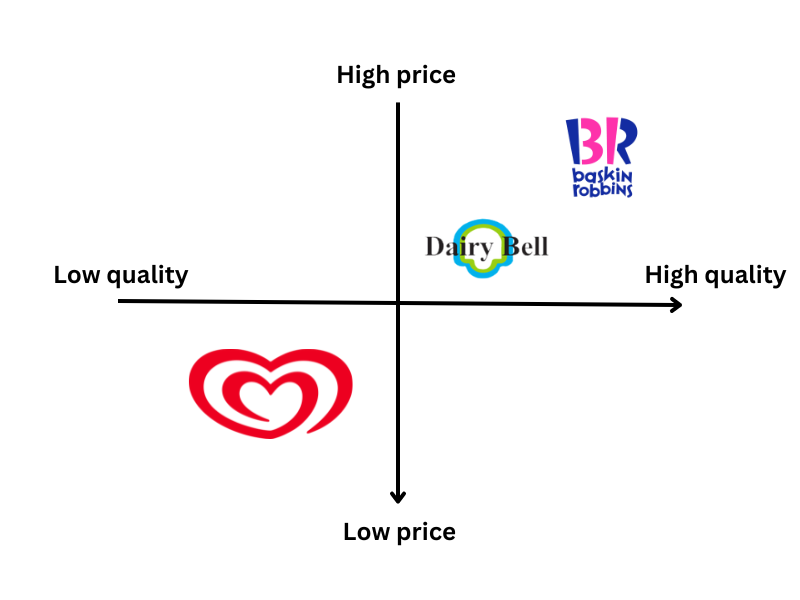 High price
BR
baskin
robbins
Dairy Bell
Low quality
High quality
Low price